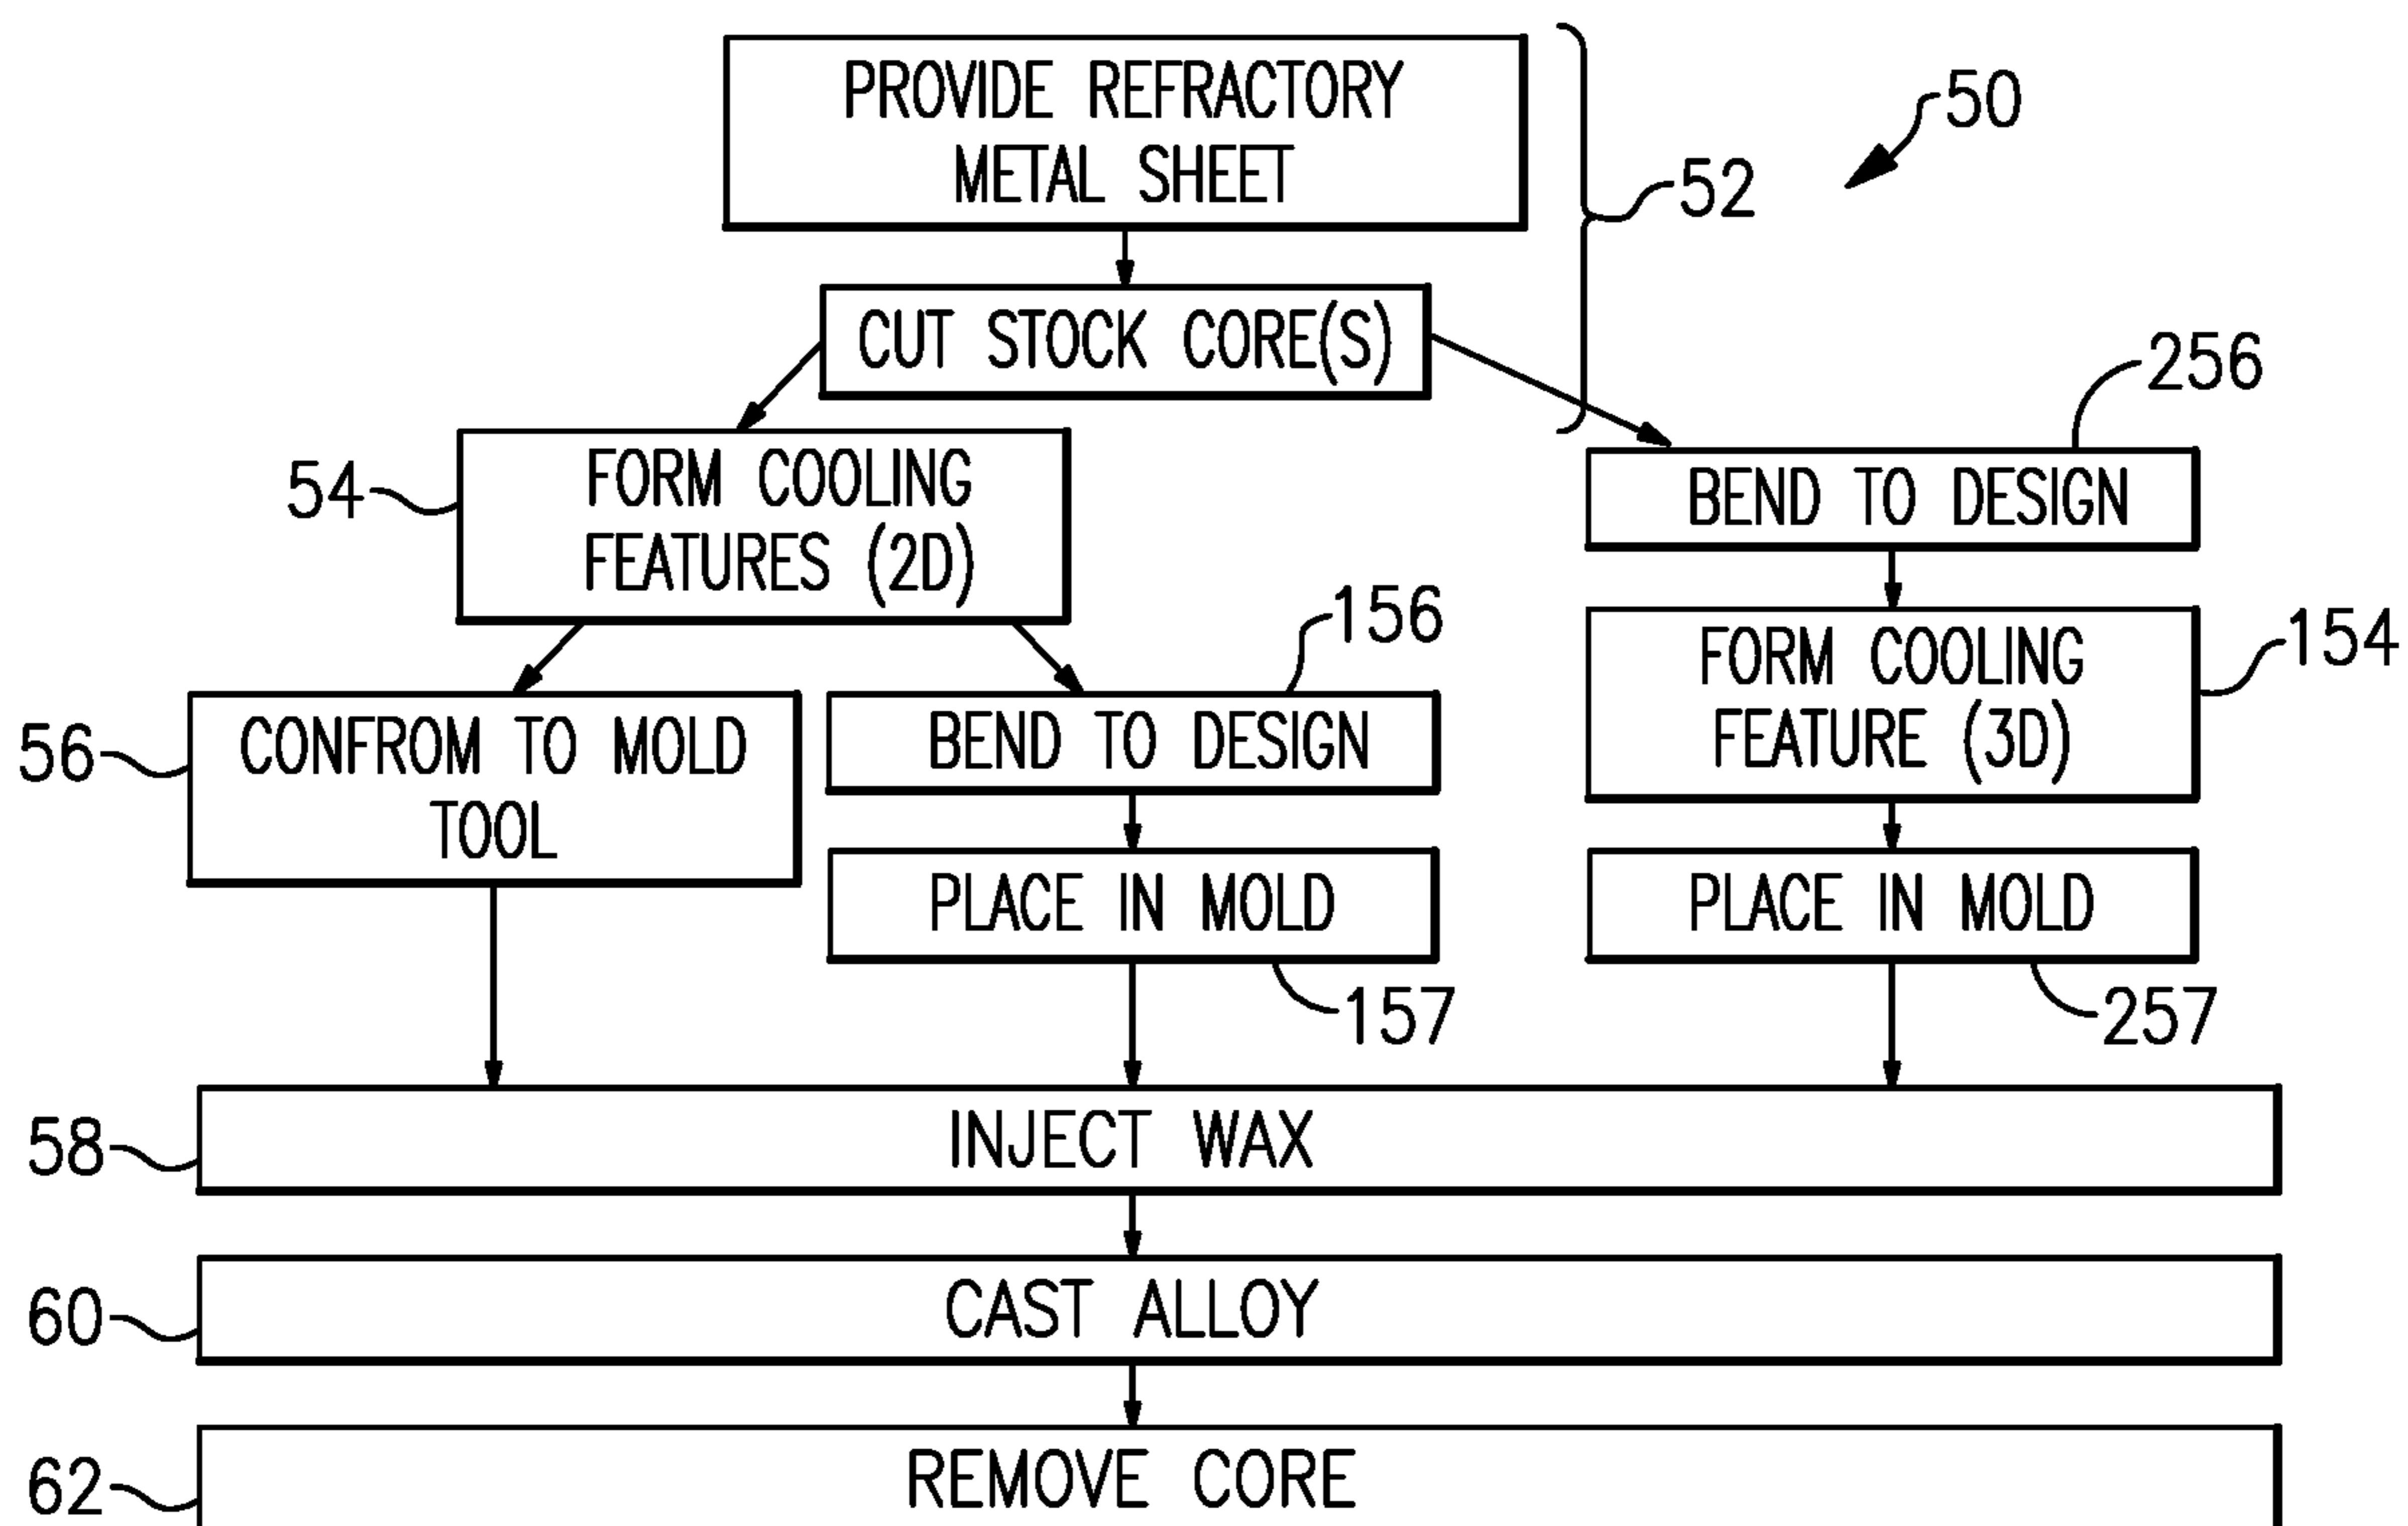 PROVIDE REFRACTORY
METAL SHEET
50
52
CUT STOCK CORE(S)
256
54
FORM COOLING
FEATURES (2D)
BEND TO DESIGN
156
FORM COOLING
FEATURE (3D)
154
56
CONFROM TO MOLD
TOOL
BEND TO DESIGN
PLACE IN MOLD
157
PLACE IN MOLD
257
58
INJECT WAX
60
CAST ALLOY
62
REMOVE CORE